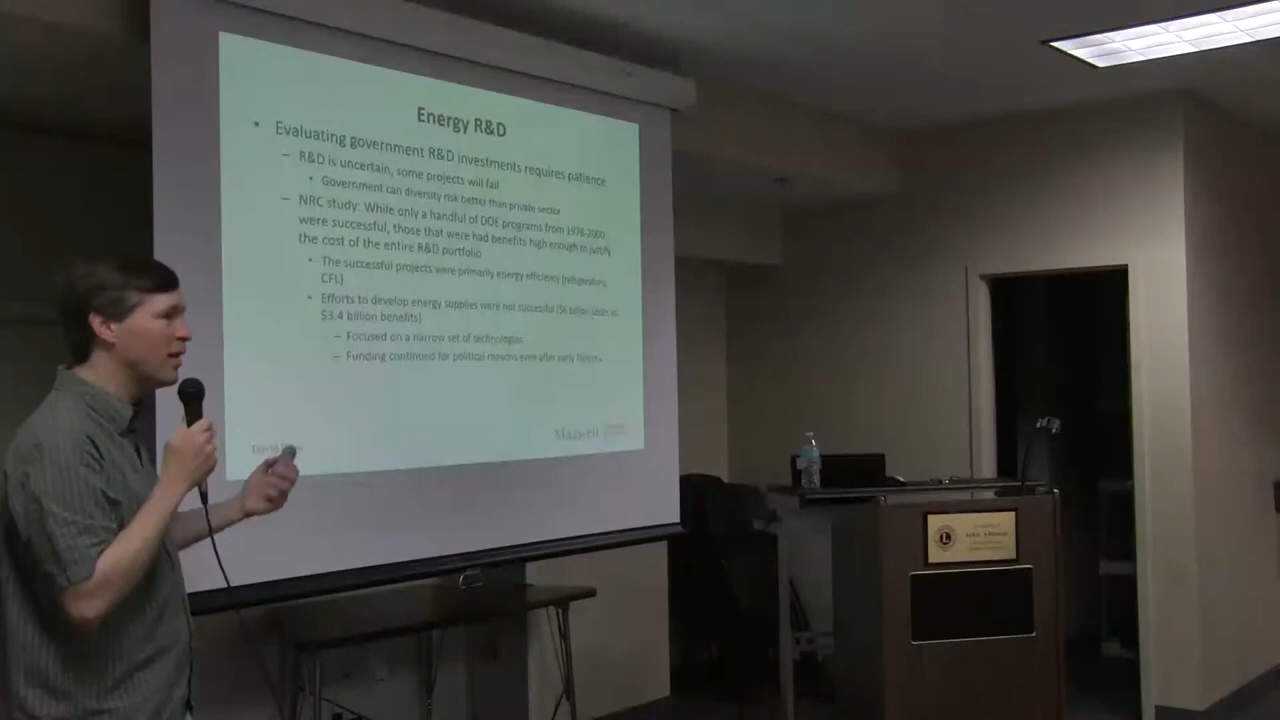 Energy R&D
• Evaluating government R&D investments requires patience
– R&D is uncertain, some projects will fail
• Government can diversity risk better than private sector
– NRC study: While only a handful of DOE programs from 1978-2000
were successful, those that were had benefits high enough to justify
the cost of the entire R&D portfolio
• The successful projects were primarily energy efficiency (refrigerators,
CFL)
• Efforts to develop energy supplies were not successful ($6 billion costs vs.
$3.4 billion benefits)
– Focused on a narrow set of technologies
– Funding continued for political reasons even after early failures
Maxwell
L